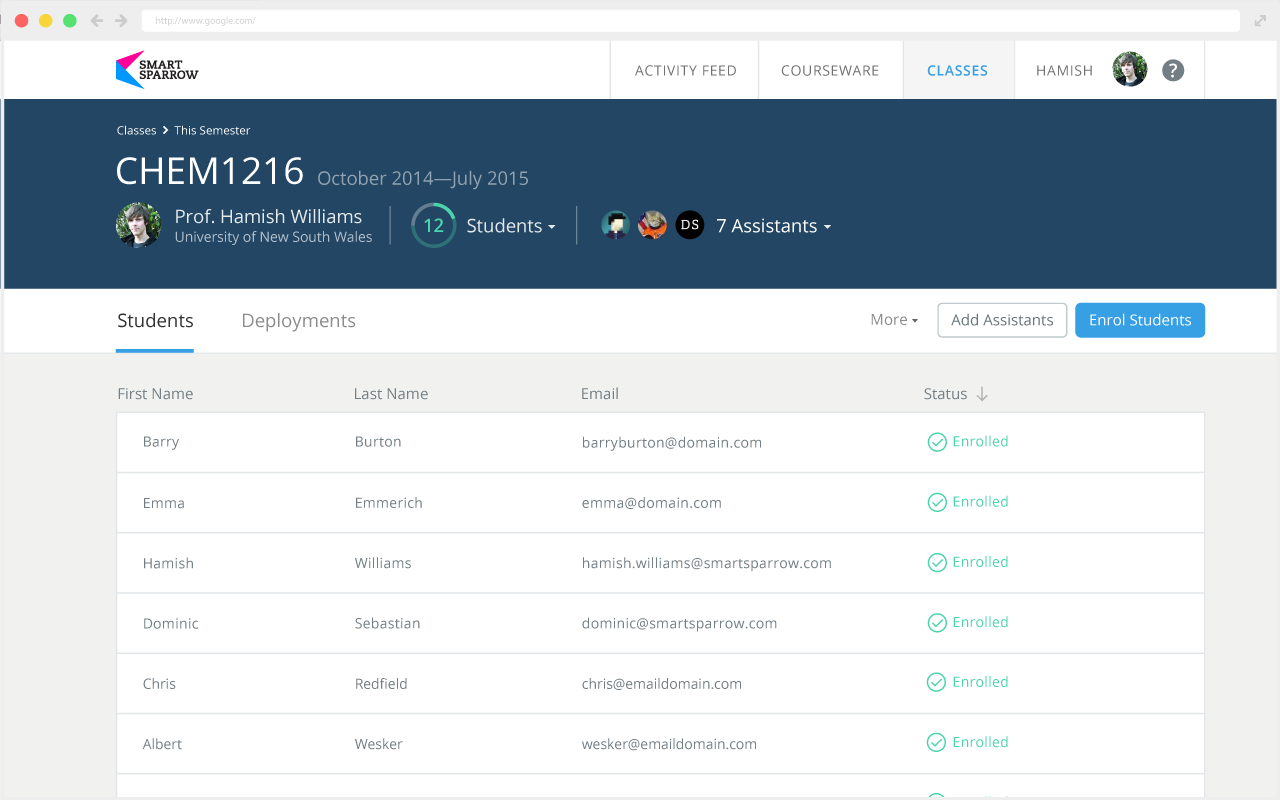 http://www.google.com/
SMART
SPARROW
ACTIVITY FEED
COURSEWARE
CLASSES
HAMISH
?
Classes > This Semester
CHEM1216 October 2014—July 2015
Prof. Hamish Williams
University of New South Wales
12 Students
DS
7 Assistants
Students
Deployments
More
Add Assistants
Enrol Students
First Name Last Name Email Status
Barry Burton barryburton@domain.com Enrolled
Emma Emmerich emma@domain.com Enrolled
Hamish Williams hamish.williams@smartsparrow.com Enrolled
Dominic Sebastian dominic@smartsparrow.com Enrolled
Chris Redfield chris@emaildomain.com Enrolled
Albert Wesker wesker@emaildomain.com Enrolled